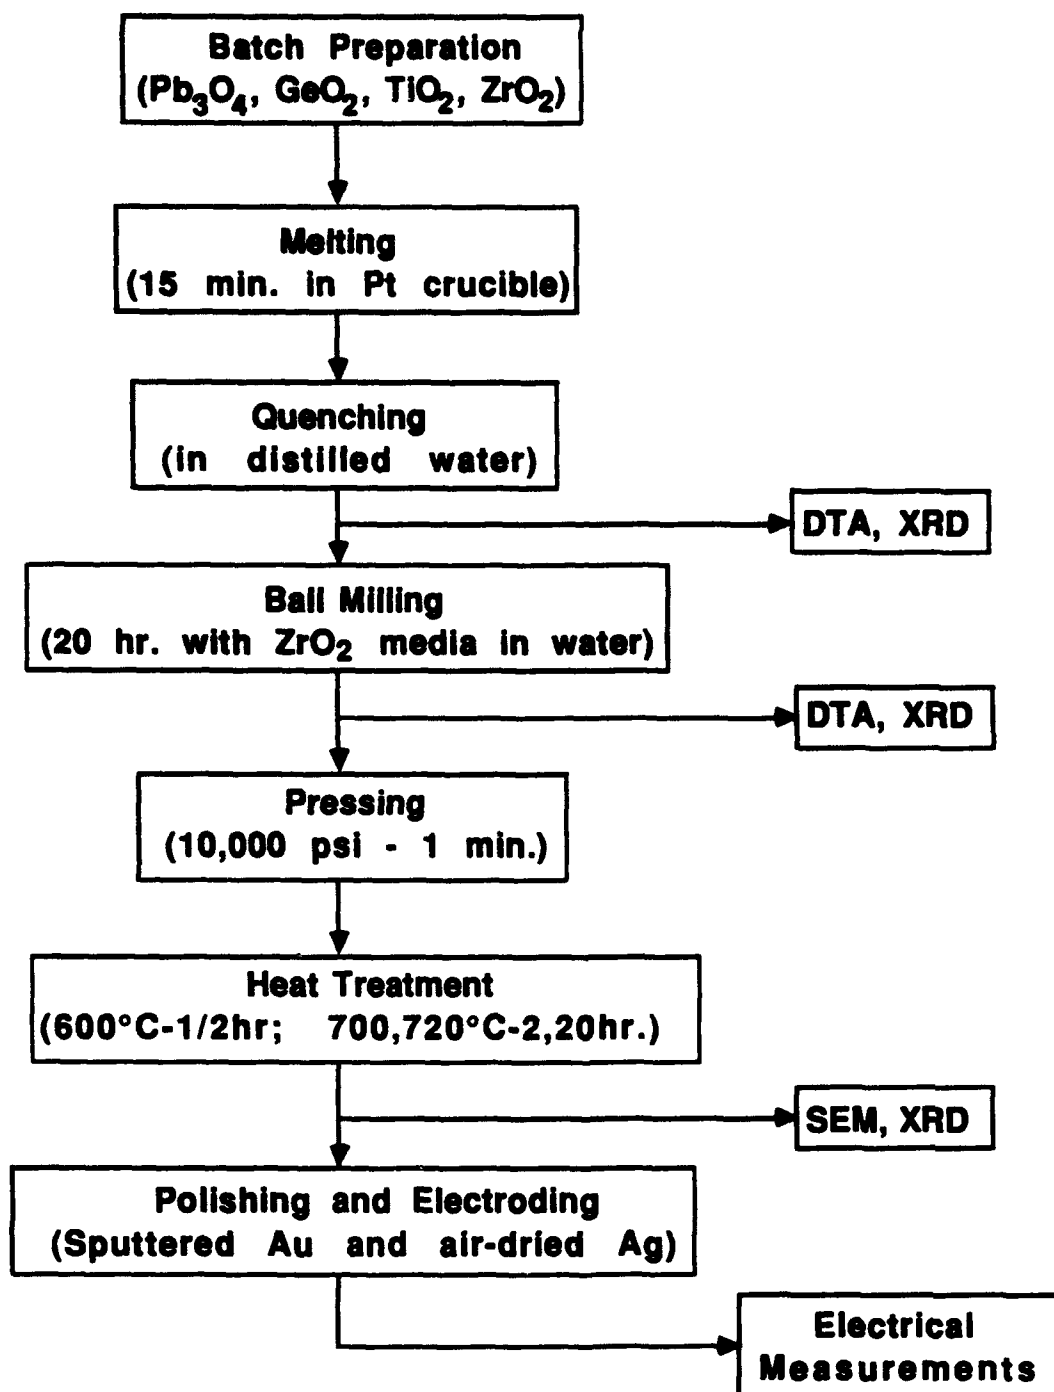 Batch Preparation
(Pb₃O₄, GeO₂, TiO₂, ZrO₂)
Melting
(15 min. in Pt crucible)
Quenching
(in distilled water)
DTA, XRD
Ball Milling
(20 hr. with ZrO₂ media in water)
DTA, XRD
Pressing
(10,000 psi - 1 min.)
Heat Treatment
(600°C-1/2hr; 700,720°C-2,20hr.)
SEM, XRD
Polishing and Electroding
(Sputtered Au and air-dried Ag)
Electrical
Measurements